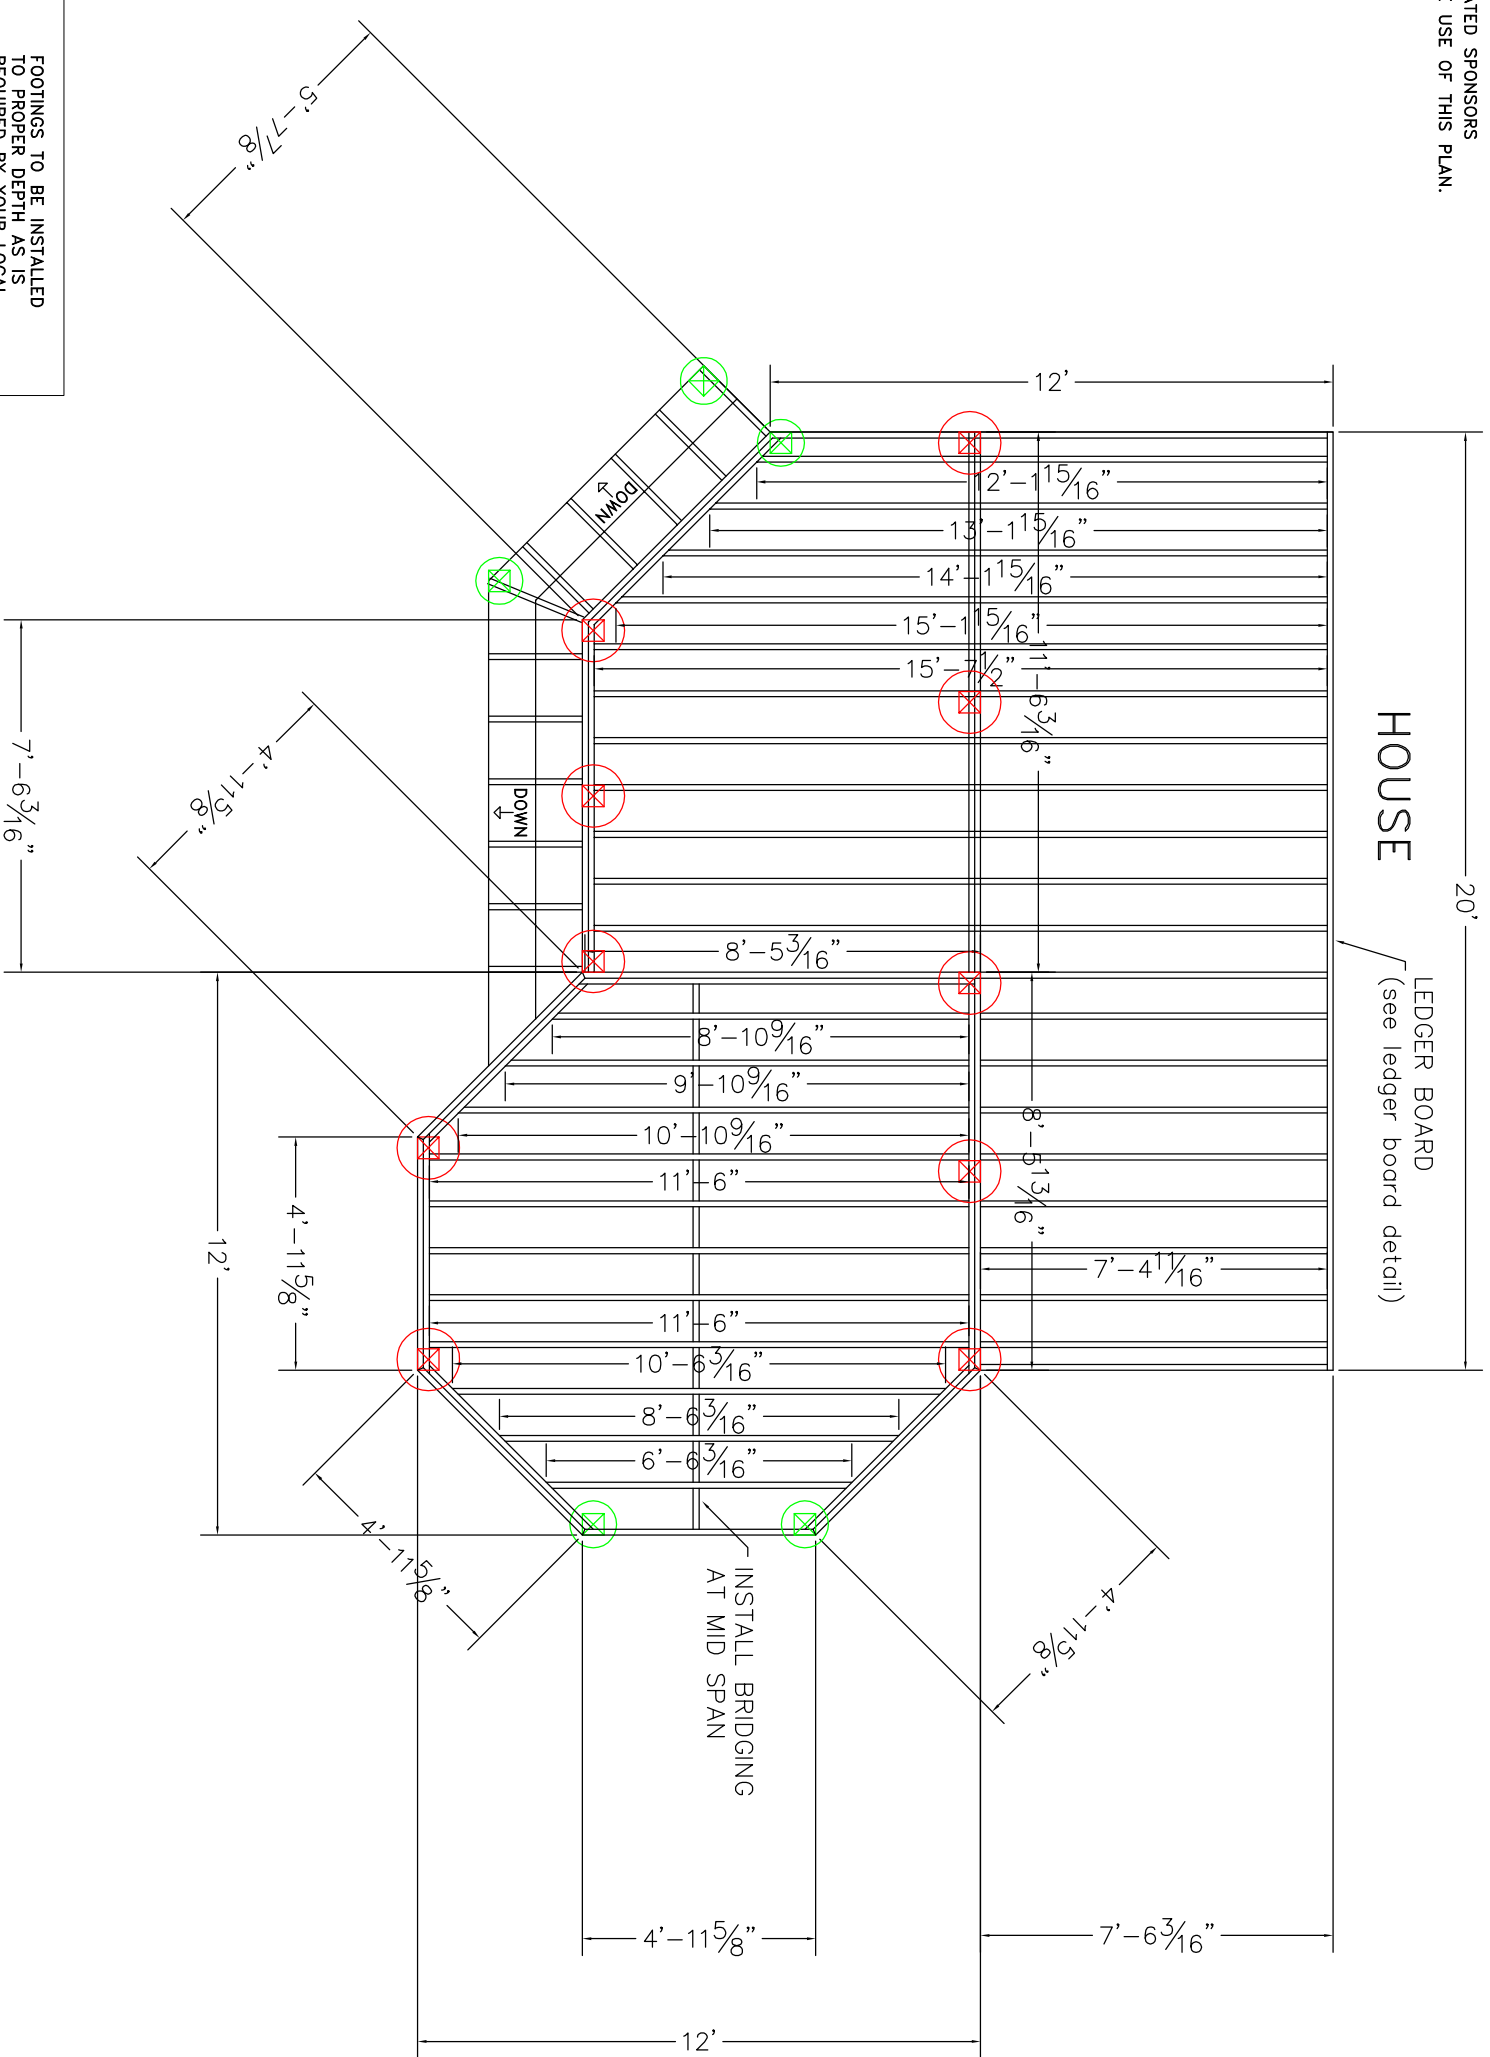 ATED SPONSORS
USE OF THIS PLAN.
20'
LEDGER BOARD
(see ledger board detail)
HOUSE
12'
12'-1 15/16"
13'-1 15/16"
14'-1 15/16"
15'-1 15/16"
15'-7 1/2"
11'-6 3/16"
8'-5 3/16"
8'-5 13/16"
8'-10 9/16"
9'-10 9/16"
10'-10 9/16"
11'-6"
7'-4 11/16"
11'-6"
10'-6 3/16"
8'-6 3/16"
6'-6 3/16"
DOWN
DOWN
5'-7 7/8"
4'-11 5/8"
7'-6 3/16"
4'-11 5/8"
12'
4'-11 5/8"
4'-11 5/8"
INSTALL BRIDGING
AT MID SPAN
4'-11 5/8"
7'-6 3/16"
12'
FOOTINGS TO BE INSTALLED
TO PROPER DEPTH AS IS
REQUIRED BY YOUR LOCAL